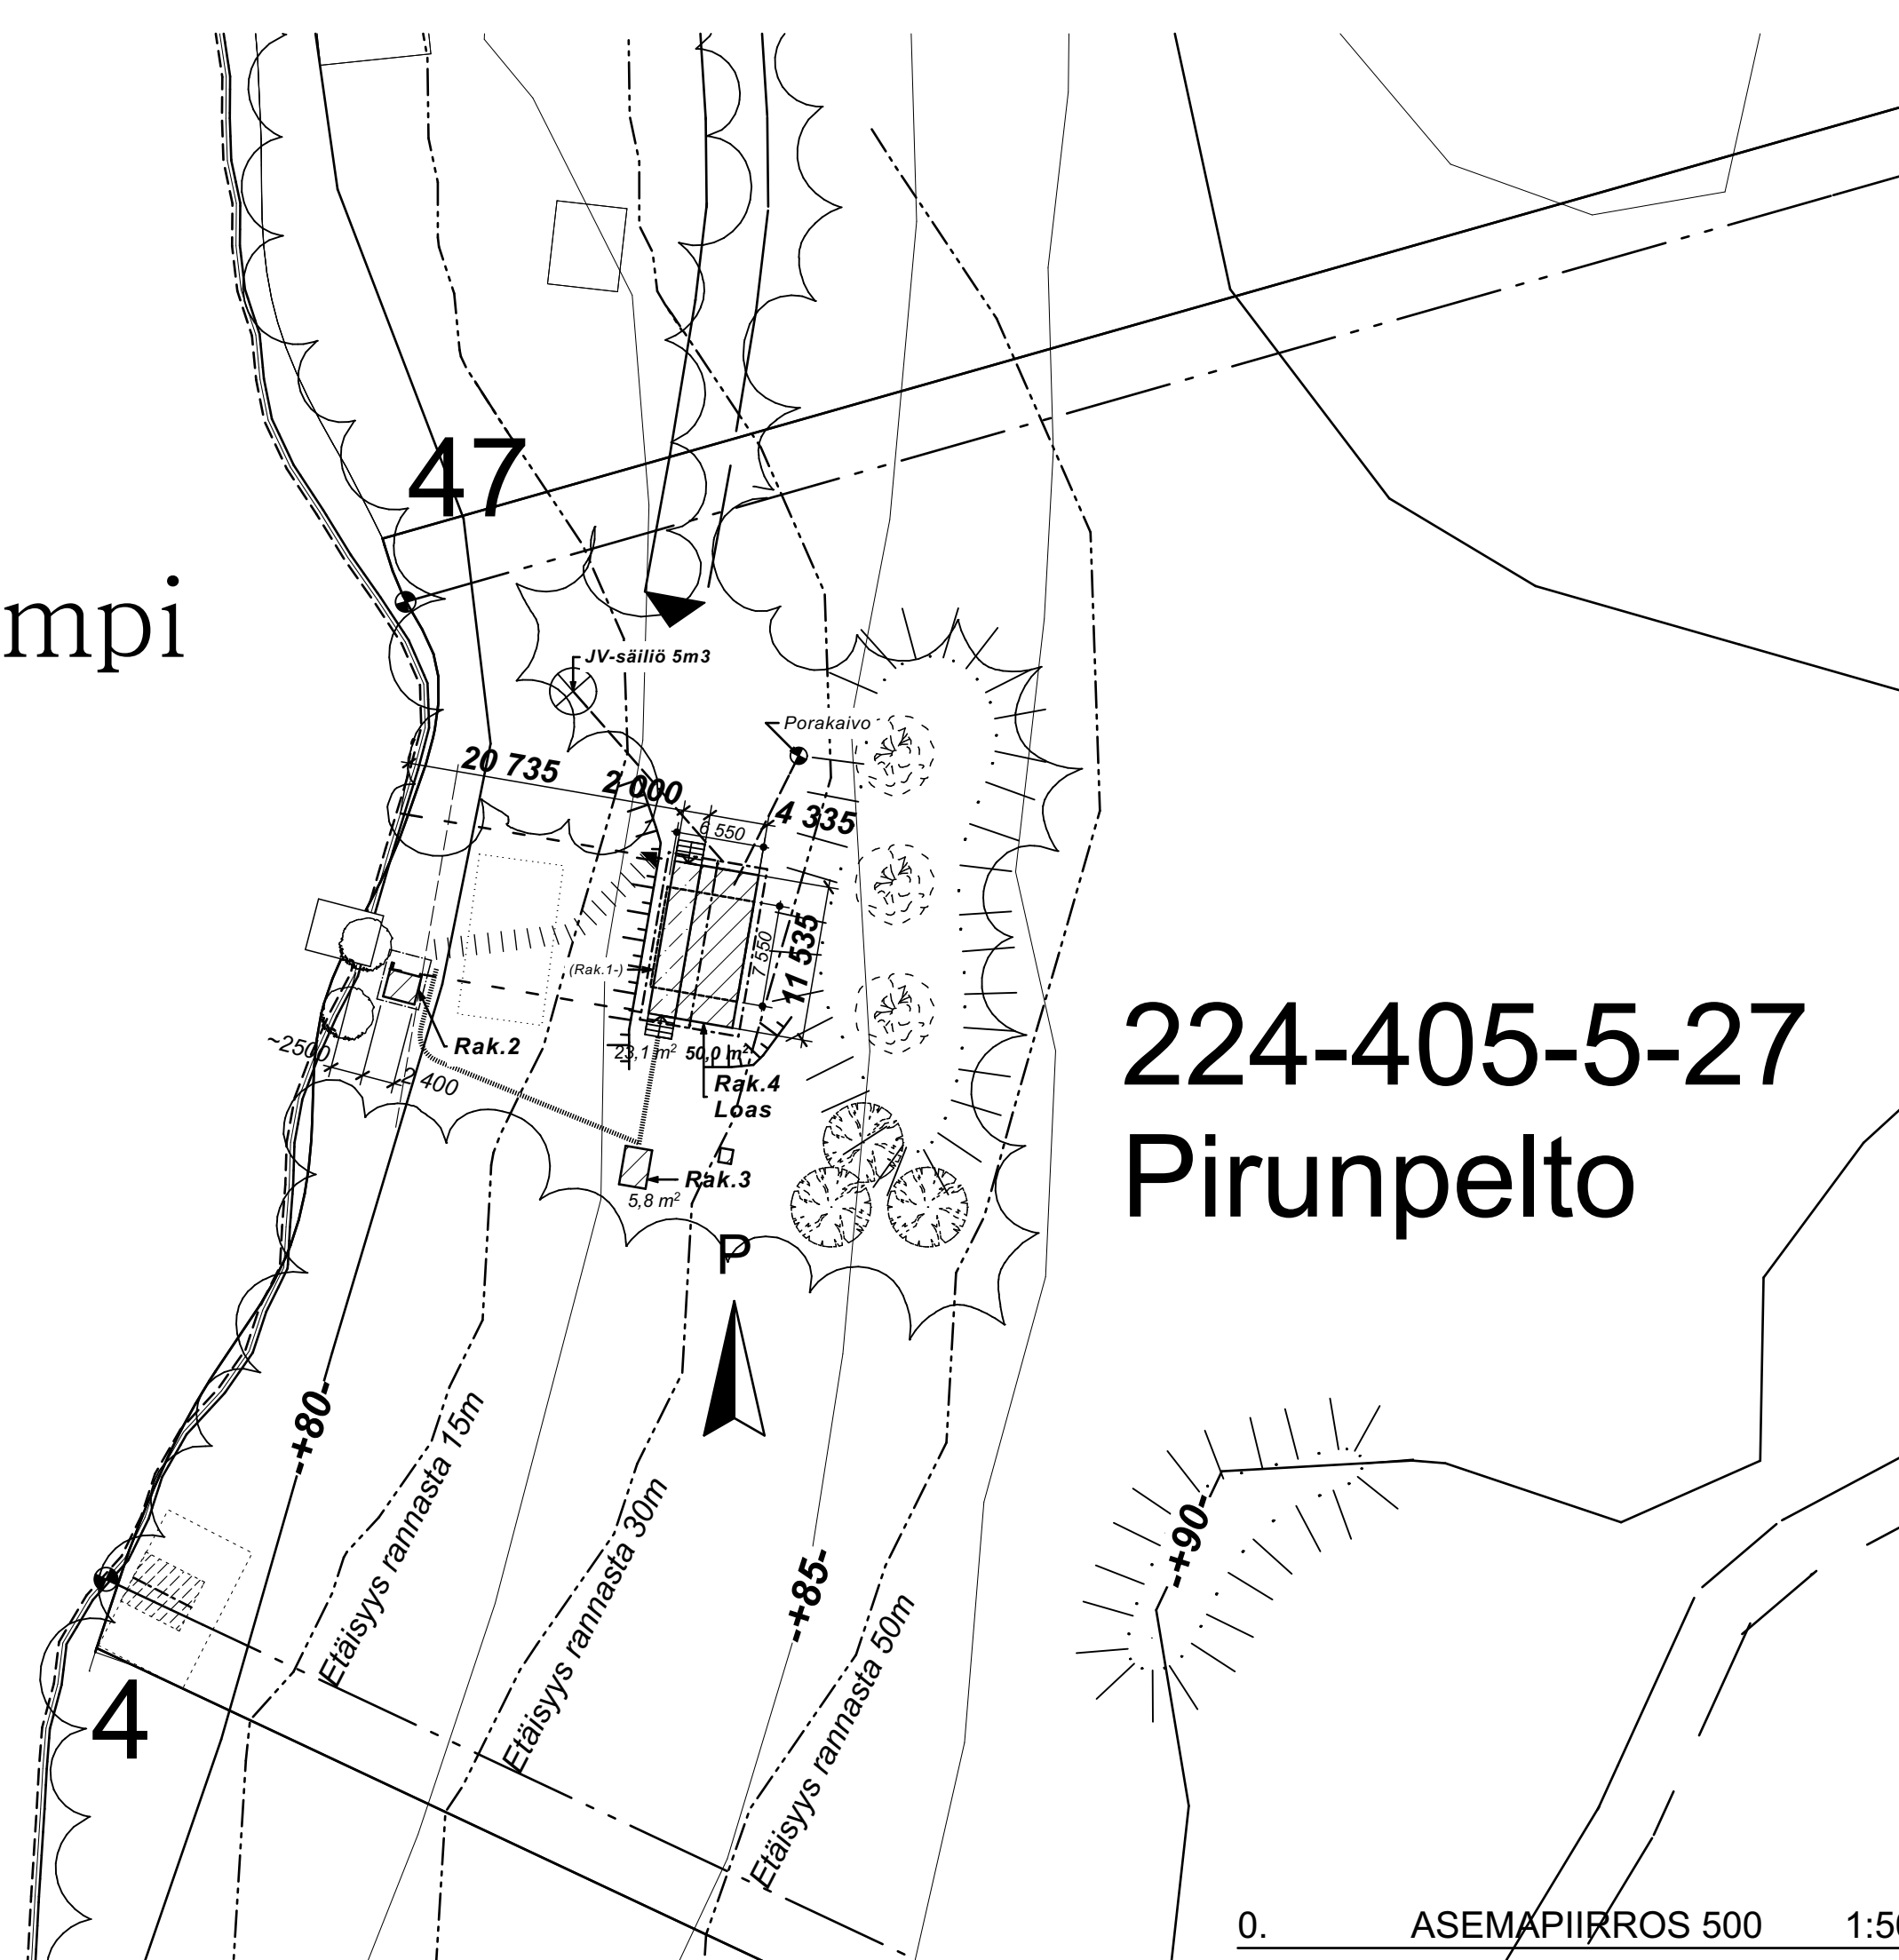 47
mpi
JV-säiliö 5m3
Porakaivo
20 735
2 000
4 335
6 550
7 550
11 535
(Rak.1-)
Rak.2
~2500
2 400
23,1 m²
50,0 m²
Rak.4
Loas
Rak.3
5,8 m²
P
224-405-5-27
Pirunpelto
-+80-
Etäisyys rannasta 15m
Etäisyys rannasta 30m
-+85-
Etäisyys rannasta 50m
-+90-
4
0. ASEMAPIIRROS 500